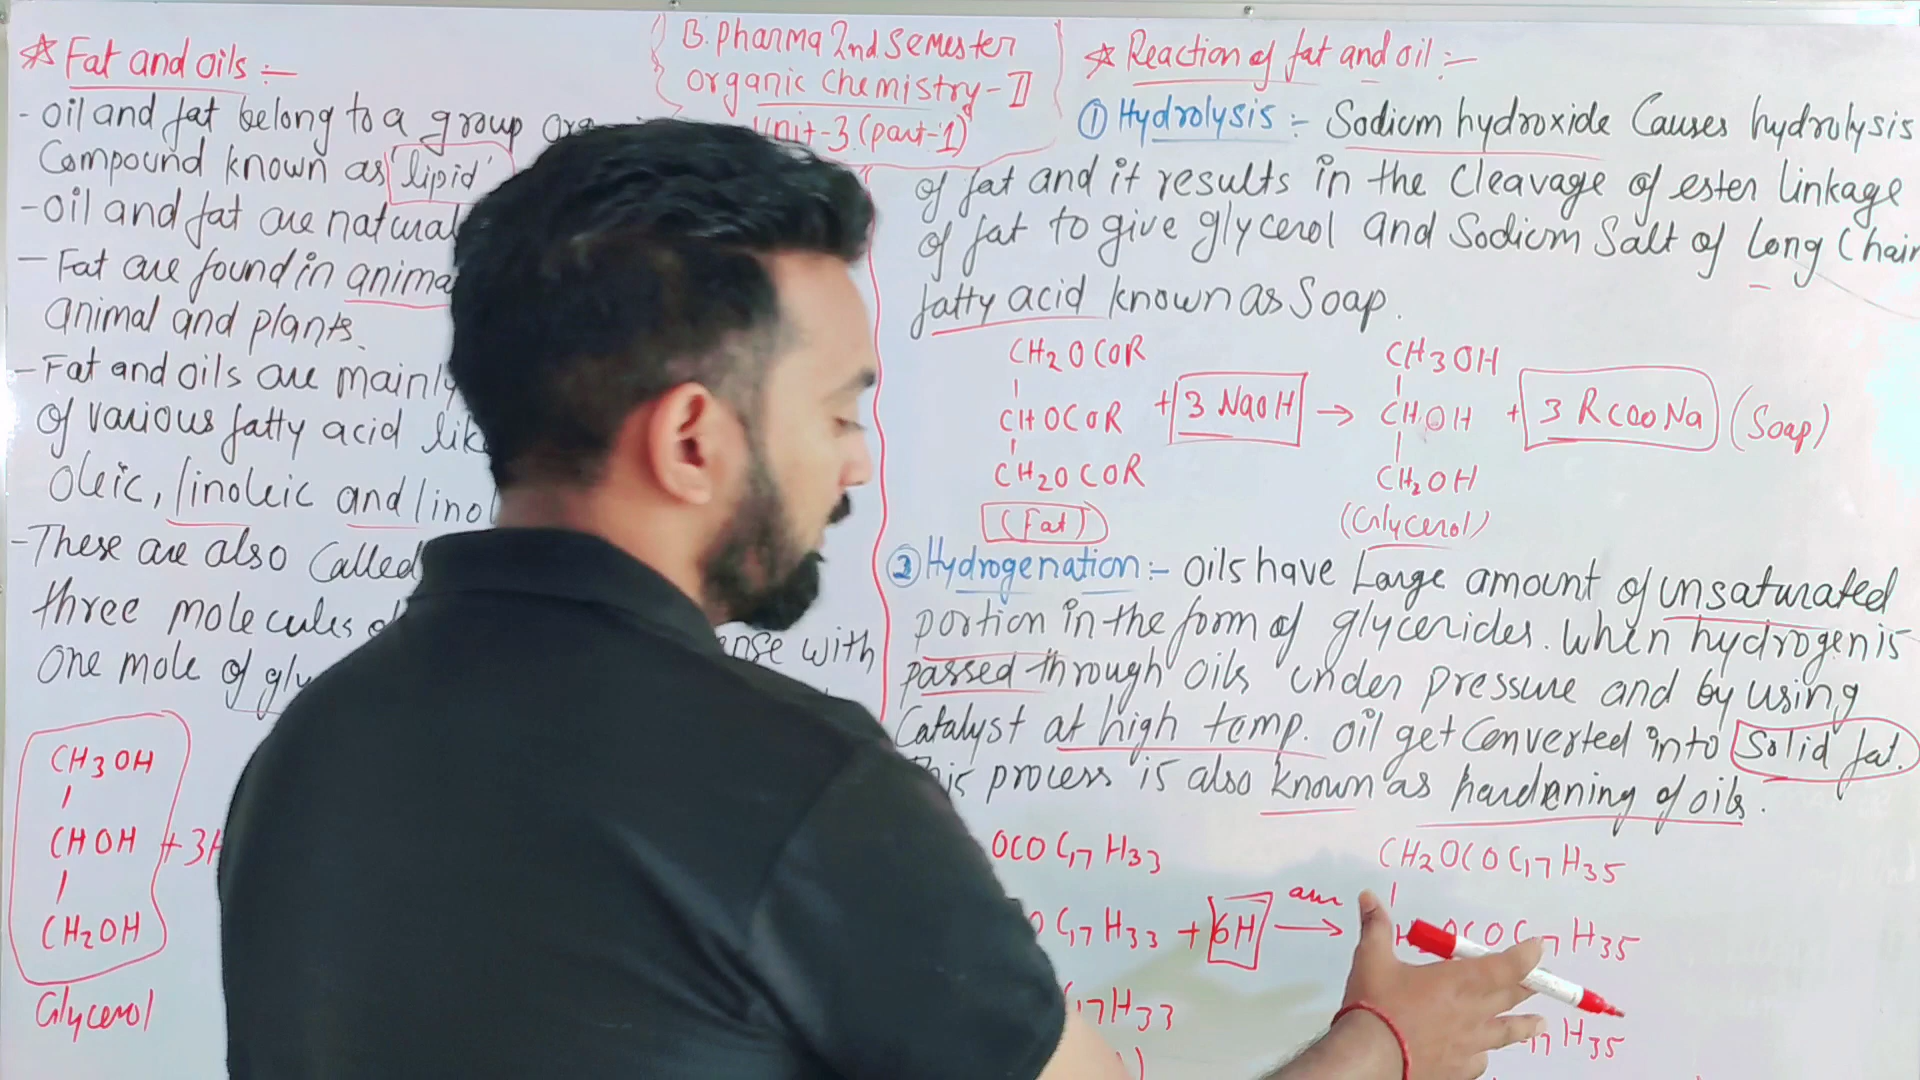 B. Pharma 2nd Semester
Organic Chemistry - II
Unit-3 (part-1)
☆ Fat and oils :-
- Oil and fat belong to a group
Compound known as 'lipid'
- Oil and fat are natural
- Fat are found in
animal and plants.
- Fat and oils are mainly
of various fatty acid
Oleic, linoleic and
- These are also Called
three molecules
with
One mole of
CH3OH
CHOH + 3
CH2OH
Glycerol
☆ Reaction of fat and oil :-
① Hydrolysis :- Sodium hydroxide Causes hydrolysis
of fat and it results in the Cleavage of ester linkage
of fat to give glycerol and Sodium Salt of Long Chain
fatty acid known as Soap.
CH2OCOR CH3OH
CHOCOR + 3 NaOH → CHOH + 3 RCOONa (Soap)
CH2OCOR CH2OH
(Fat) (Glycerol)
② Hydrogenation :- Oils have Large amount of unsaturated
portion in the form of glycerides. When hydrogen is
passed through oils under pressure and by using
Catalyst at high temp. Oil get Converted into Solid fat.
process is also known as hardening of oils.
OCOC17H33 CH2OCOC17H35
C17H33 + 6H → OCOC17H35
17H33 17H35